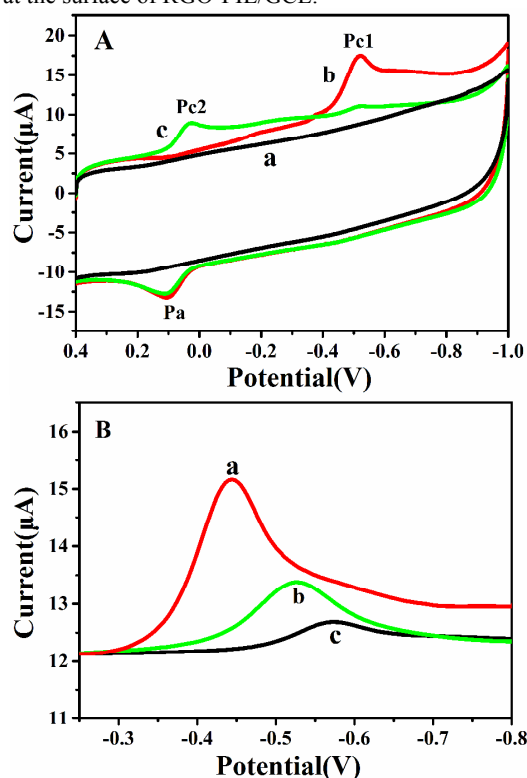 at the surface of RGO-PIL/GCE.
A
Pc1
b
Pc2
c
a
Pa
20
15
10
5
0
-5
-10
-15
Current(µA)
0.4 0.2 0.0 -0.2 -0.4 -0.6 -0.8 -1.0
Potential(V)
B
a
b
c
16
15
14
13
12
11
Current(µA)
-0.3 -0.4 -0.5 -0.6 -0.7 -0.8
Potential(V)